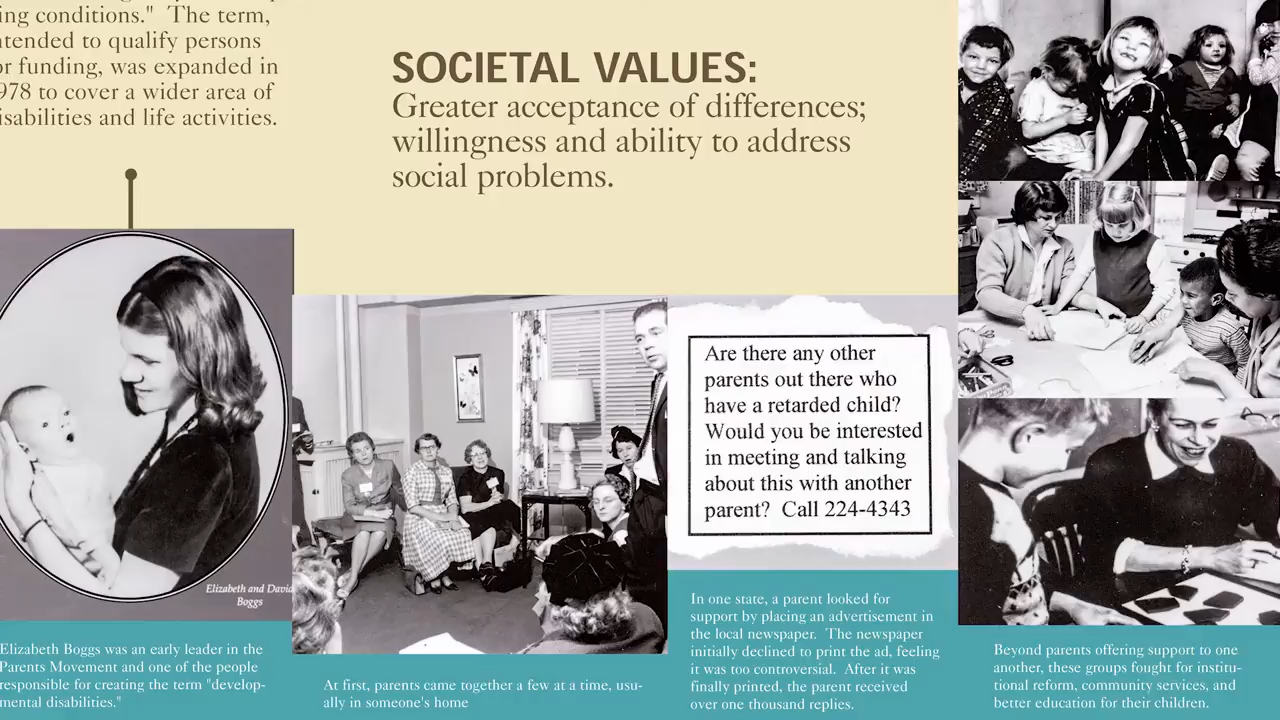 ing conditions." The term,
ntended to qualify persons
or funding, was expanded in
978 to cover a wider area of
isabilities and life activities.
SOCIETAL VALUES:
Greater acceptance of differences;
willingness and ability to address
social problems.
Elizabeth and David
Boggs
Are there any other
parents out there who
have a retarded child?
Would you be interested
in meeting and talking
about this with another
parent? Call 224-4343
Elizabeth Boggs was an early leader in the
Parents Movement and one of the people
responsible for creating the term "develop-
mental disabilities."
At first, parents came together a few at a time, usu-
ally in someone's home
In one state, a parent looked for
support by placing an advertisement in
the local newspaper. The newspaper
initially declined to print the ad, feeling
it was too controversial. After it was
finally printed, the parent received
over one thousand replies.
Beyond parents offering support to one
another, these groups fought for institu-
tional reform, community services, and
better education for their children.